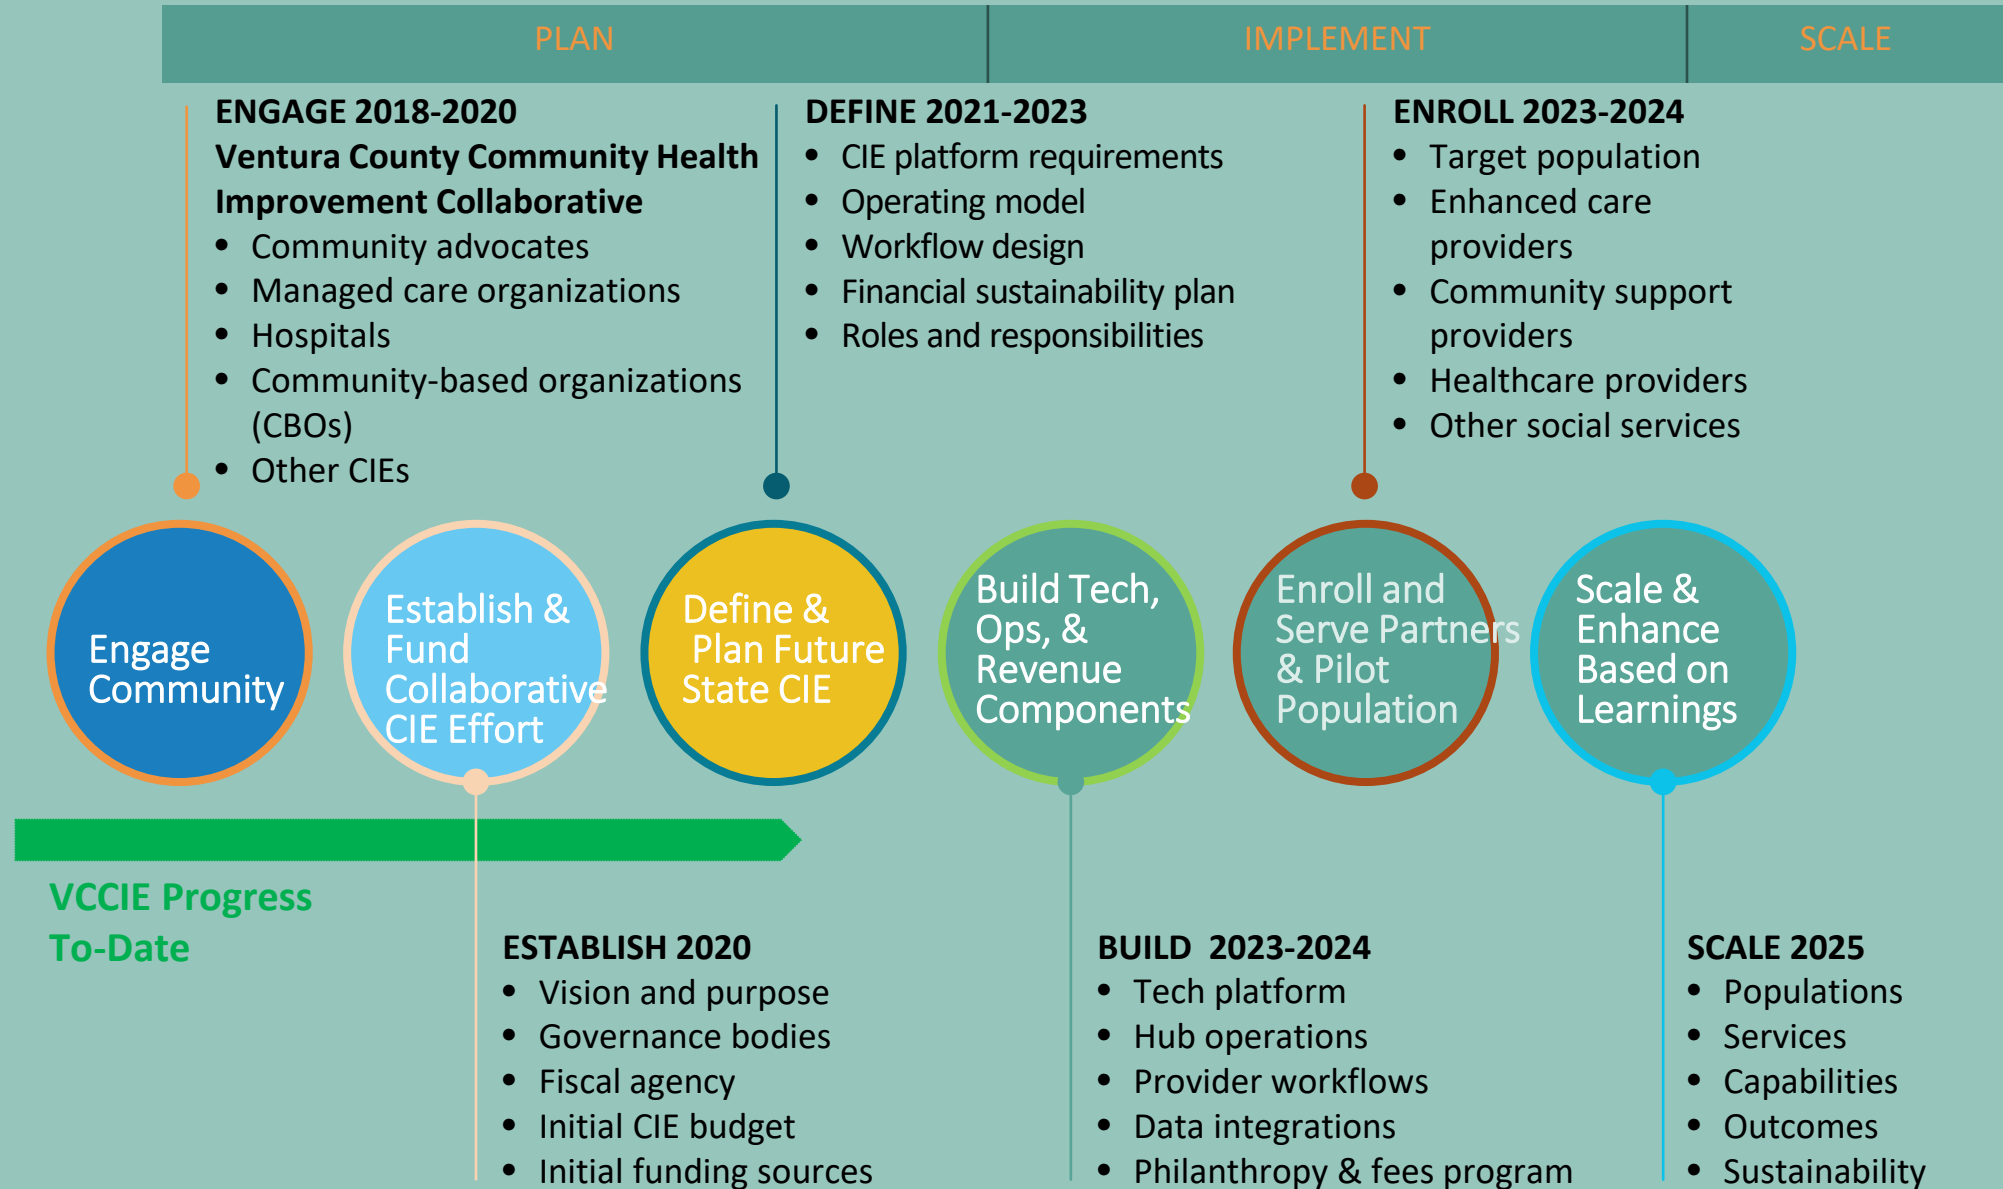 PLAN
IMPLEMENT
SCALE
ENGAGE 2018-2020
Ventura County Community Health
Improvement Collaborative
• Community advocates
• Managed care organizations
• Hospitals
• Community-based organizations
(CBOs)
• Other CIEs
DEFINE 2021-2023
• CIE platform requirements
• Operating model
• Workflow design
• Financial sustainability plan
• Roles and responsibilities
ENROLL 2023-2024
• Target population
• Enhanced care
providers
• Community support
providers
• Healthcare providers
• Other social services
Engage
Community
Establish &
Fund
Collaborative
CIE Effort
Define &
Plan Future
State CIE
Build Tech,
Ops, &
Revenue
Components
Enroll and
Serve Partners
& Pilot
Population
Scale &
Enhance
Based on
Learnings
VCCIE Progress
To-Date
ESTABLISH 2020
• Vision and purpose
• Governance bodies
• Fiscal agency
• Initial CIE budget
• Initial funding sources
BUILD 2023-2024
• Tech platform
• Hub operations
• Provider workflows
• Data integrations
• Philanthropy & fees program
SCALE 2025
• Populations
• Services
• Capabilities
• Outcomes
• Sustainability